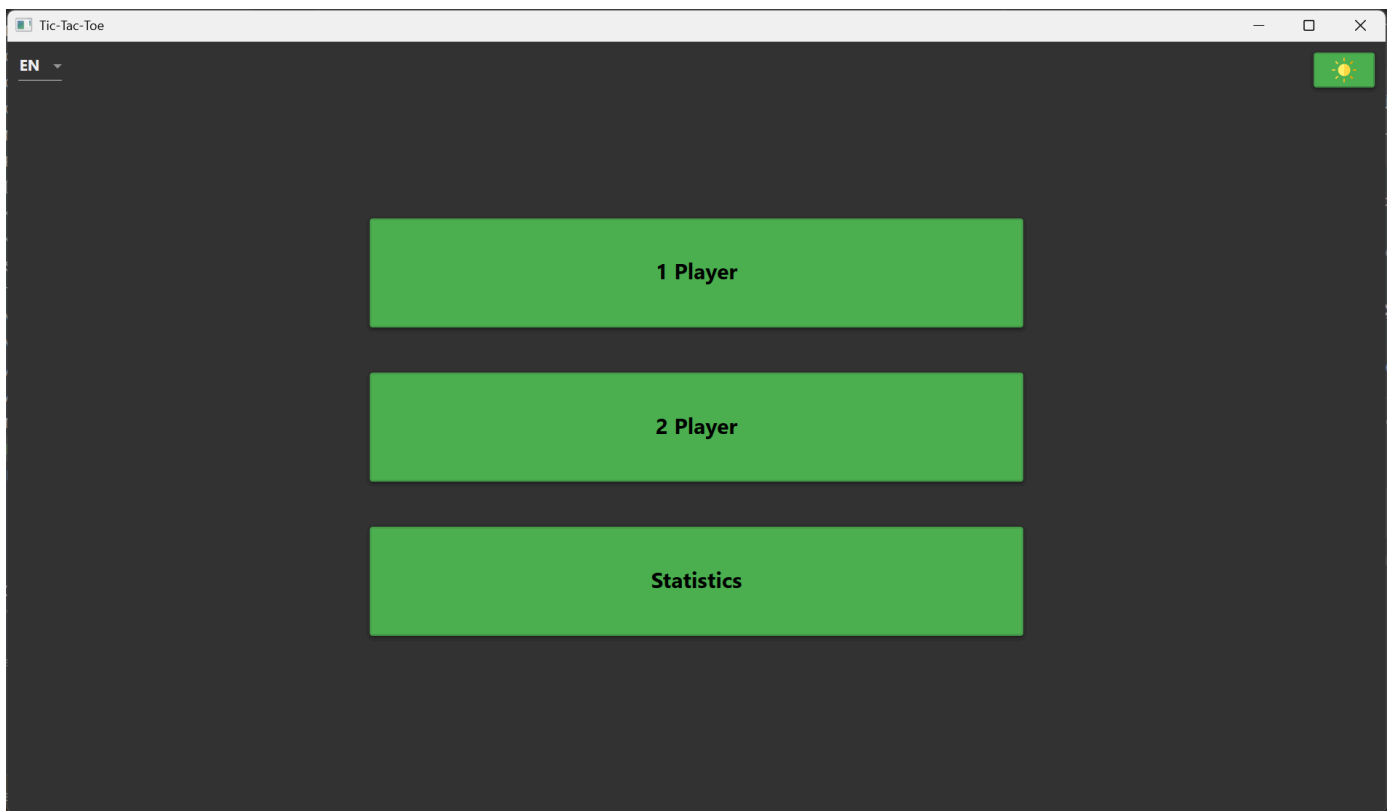 Tic-Tac-Toe
EN
1 Player
2 Player
Statistics